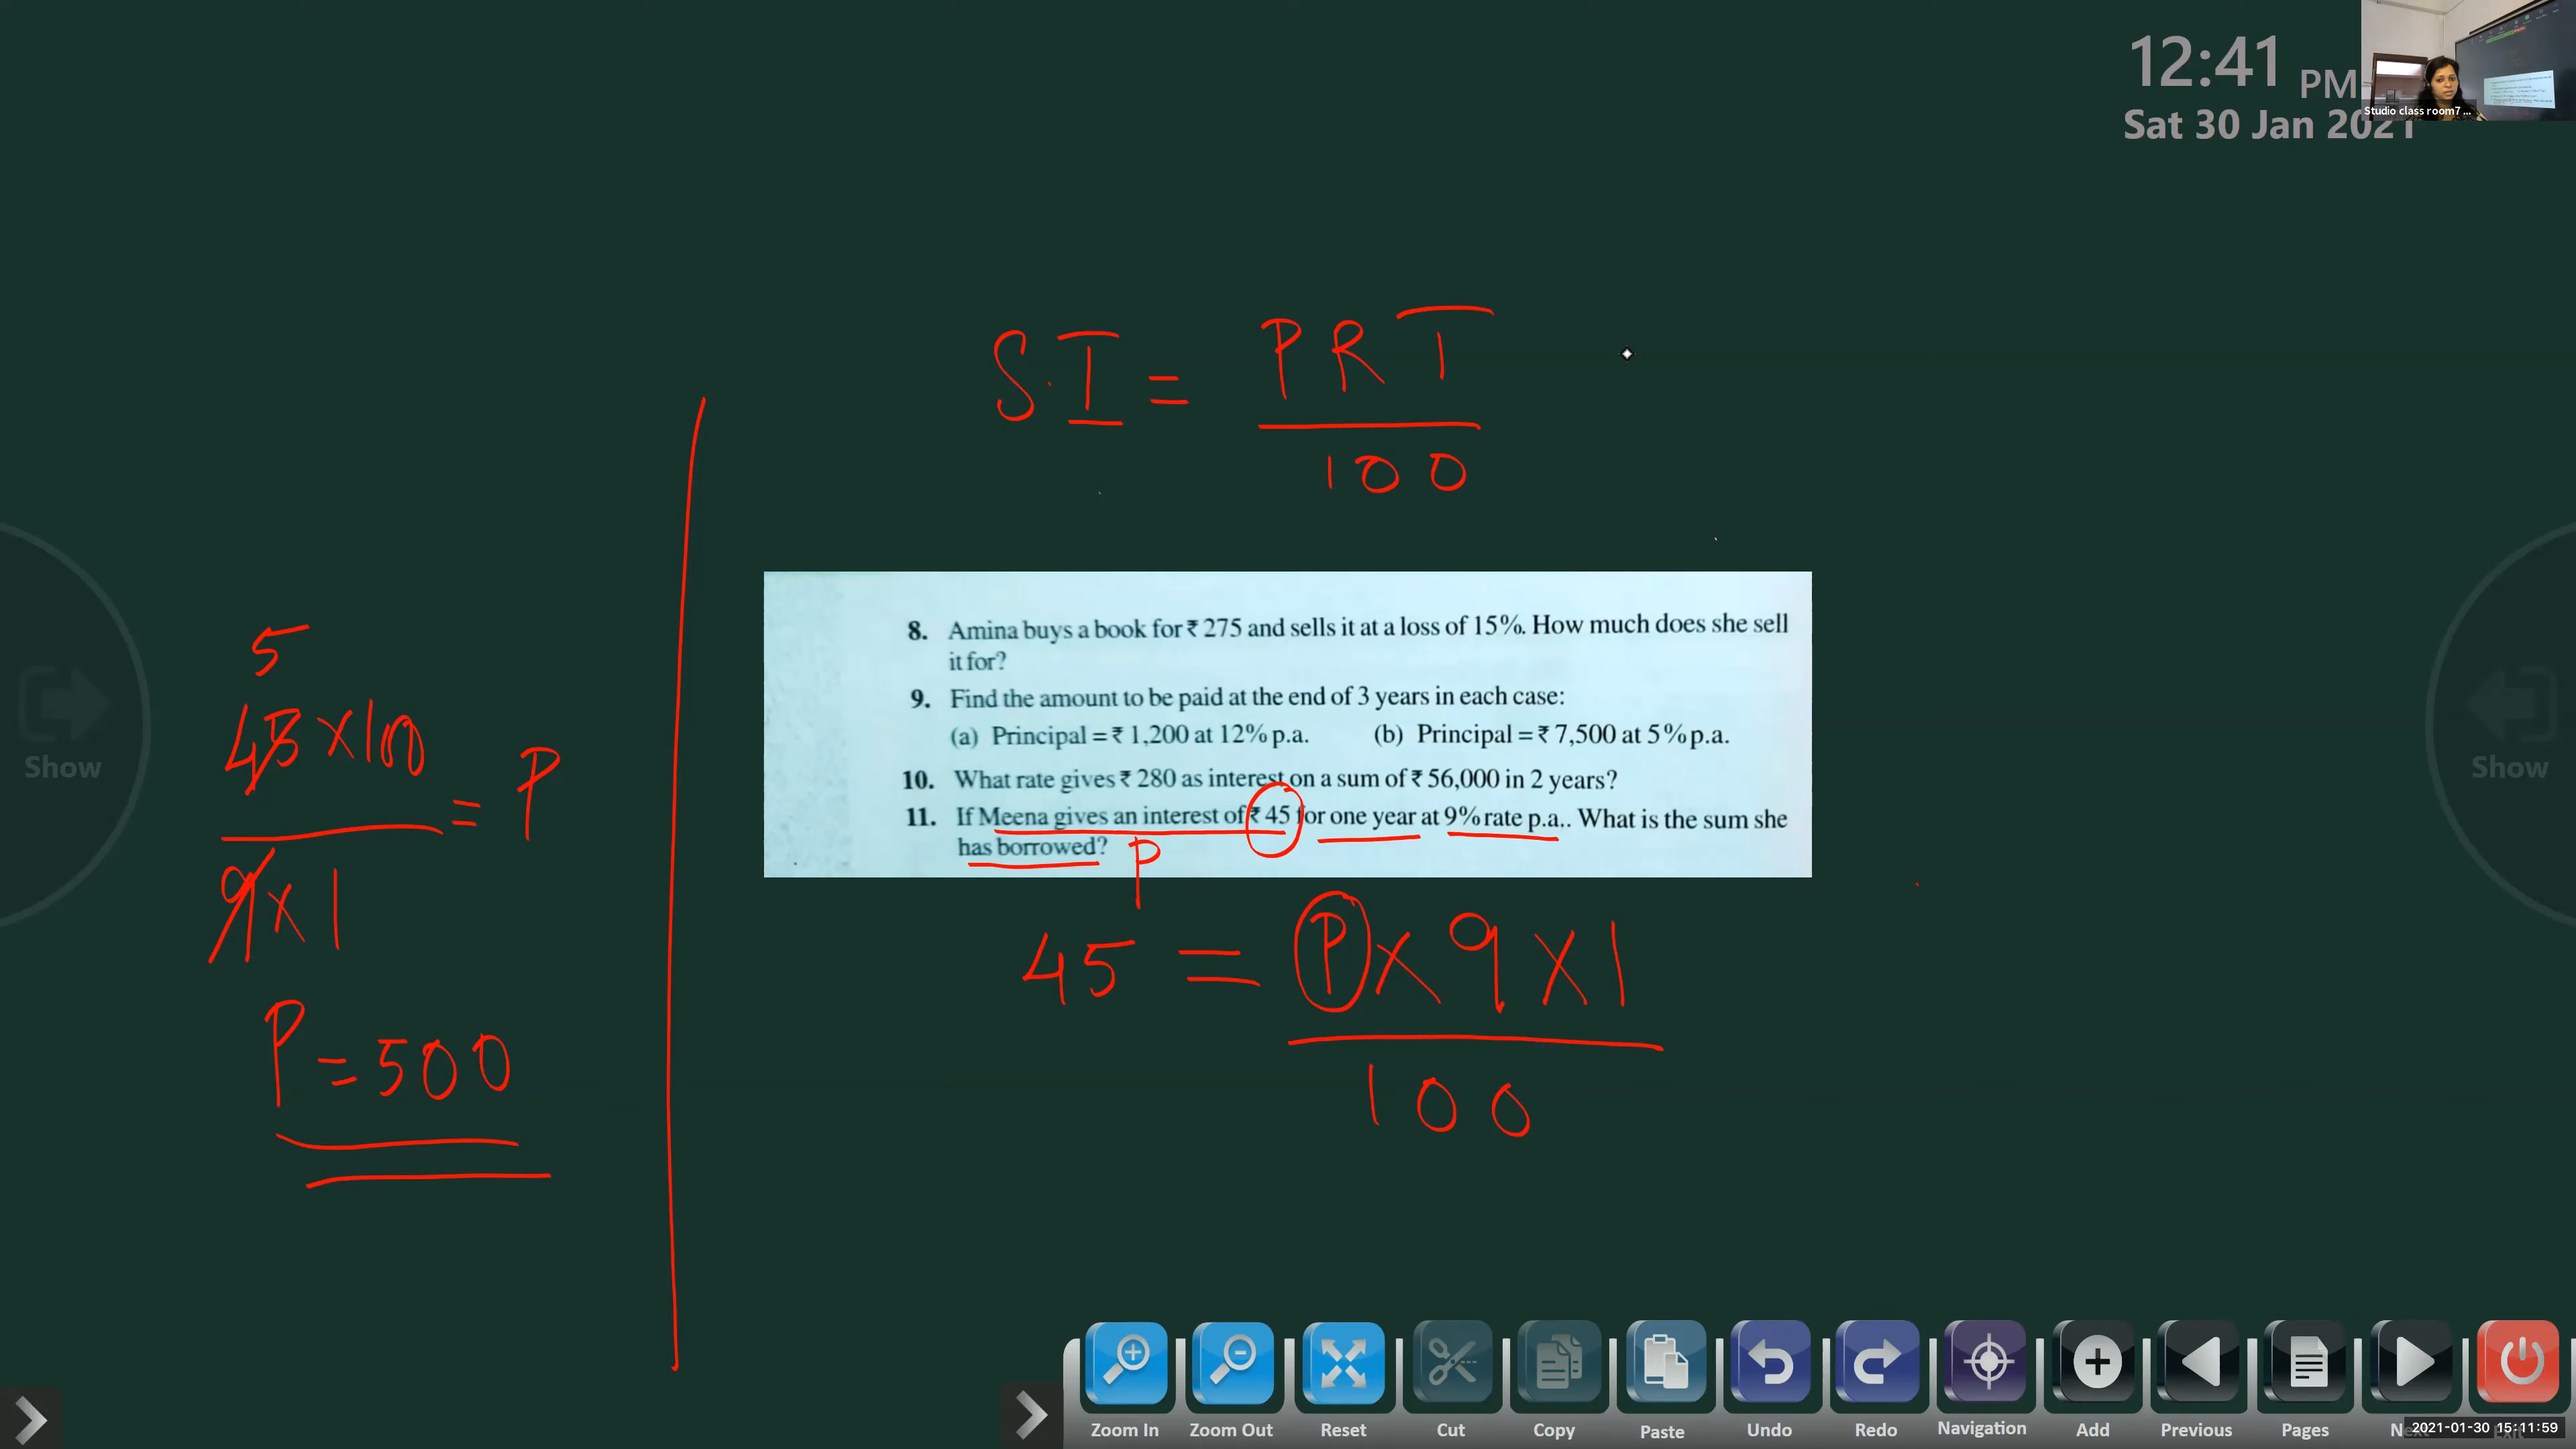 12:41 PM
Sat 30 Jan 2021
Studio class room7 ...
S.I = PRT
100
8. Amina buys a book for ₹ 275 and sells it at a loss of 15%. How much does she sell
it for?
9. Find the amount to be paid at the end of 3 years in each case:
(a) Principal = ₹ 1,200 at 12% p.a. (b) Principal = ₹ 7,500 at 5% p.a.
10. What rate gives ₹ 280 as interest on a sum of ₹ 56,000 in 2 years?
11. If Meena gives an interest of ₹ 45 for one year at 9% rate p.a.. What is the sum she
has borrowed?
P
45 = P x 9 x 1
100
5
45 x 100 = P
9 x 1
P = 500
Show
Show
Zoom In Zoom Out Reset Cut Copy Paste Undo Redo Navigation Add Previous Pages
2021-01-30 15:11:59